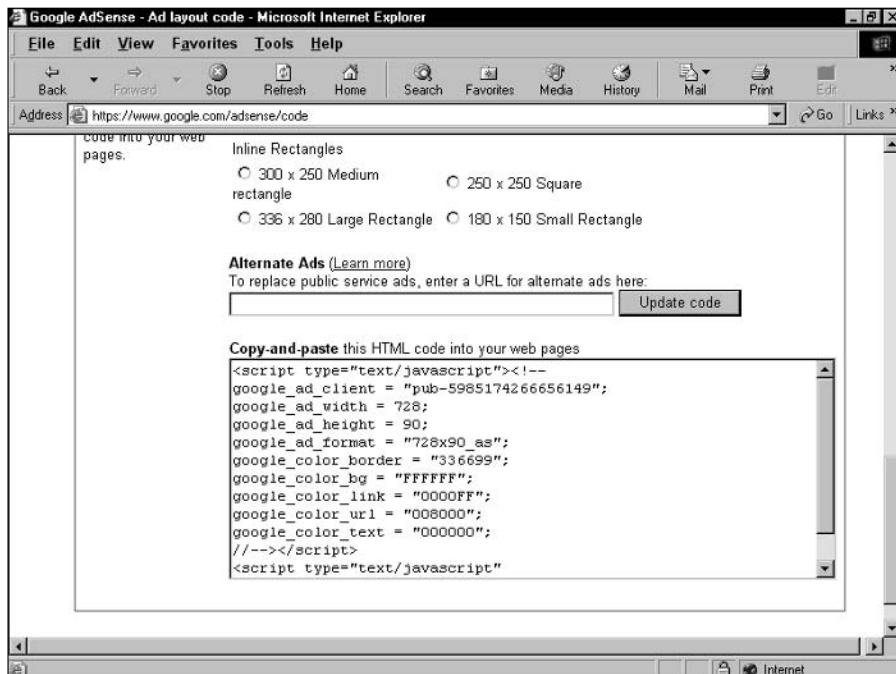 Google AdSense - Ad layout code - Microsoft Internet Explorer
File Edit View Favorites Tools Help
Back Forward Stop Refresh Home Search Favorites Media History Mail Print Edit
Address https://www.google.com/adsense/code Go Links
code into your web
pages.
Inline Rectangles
300 x 250 Medium
rectangle
250 x 250 Square
336 x 280 Large Rectangle 180 x 150 Small Rectangle
Alternate Ads (Learn more)
To replace public service ads, enter a URL for alternate ads here:
Update code
Copy-and-paste this HTML code into your web pages
<script type="text/javascript"><!--
google_ad_client = "pub-5985174266656149";
google_ad_width = 728;
google_ad_height = 90;
google_ad_format = "728x90_as";
google_color_border = "336699";
google_color_bg = "FFFFFF";
google_color_link = "0000FF";
google_color_url = "008000";
google_color_text = "000000";
//--></script>
<script type="text/javascript"
Internet